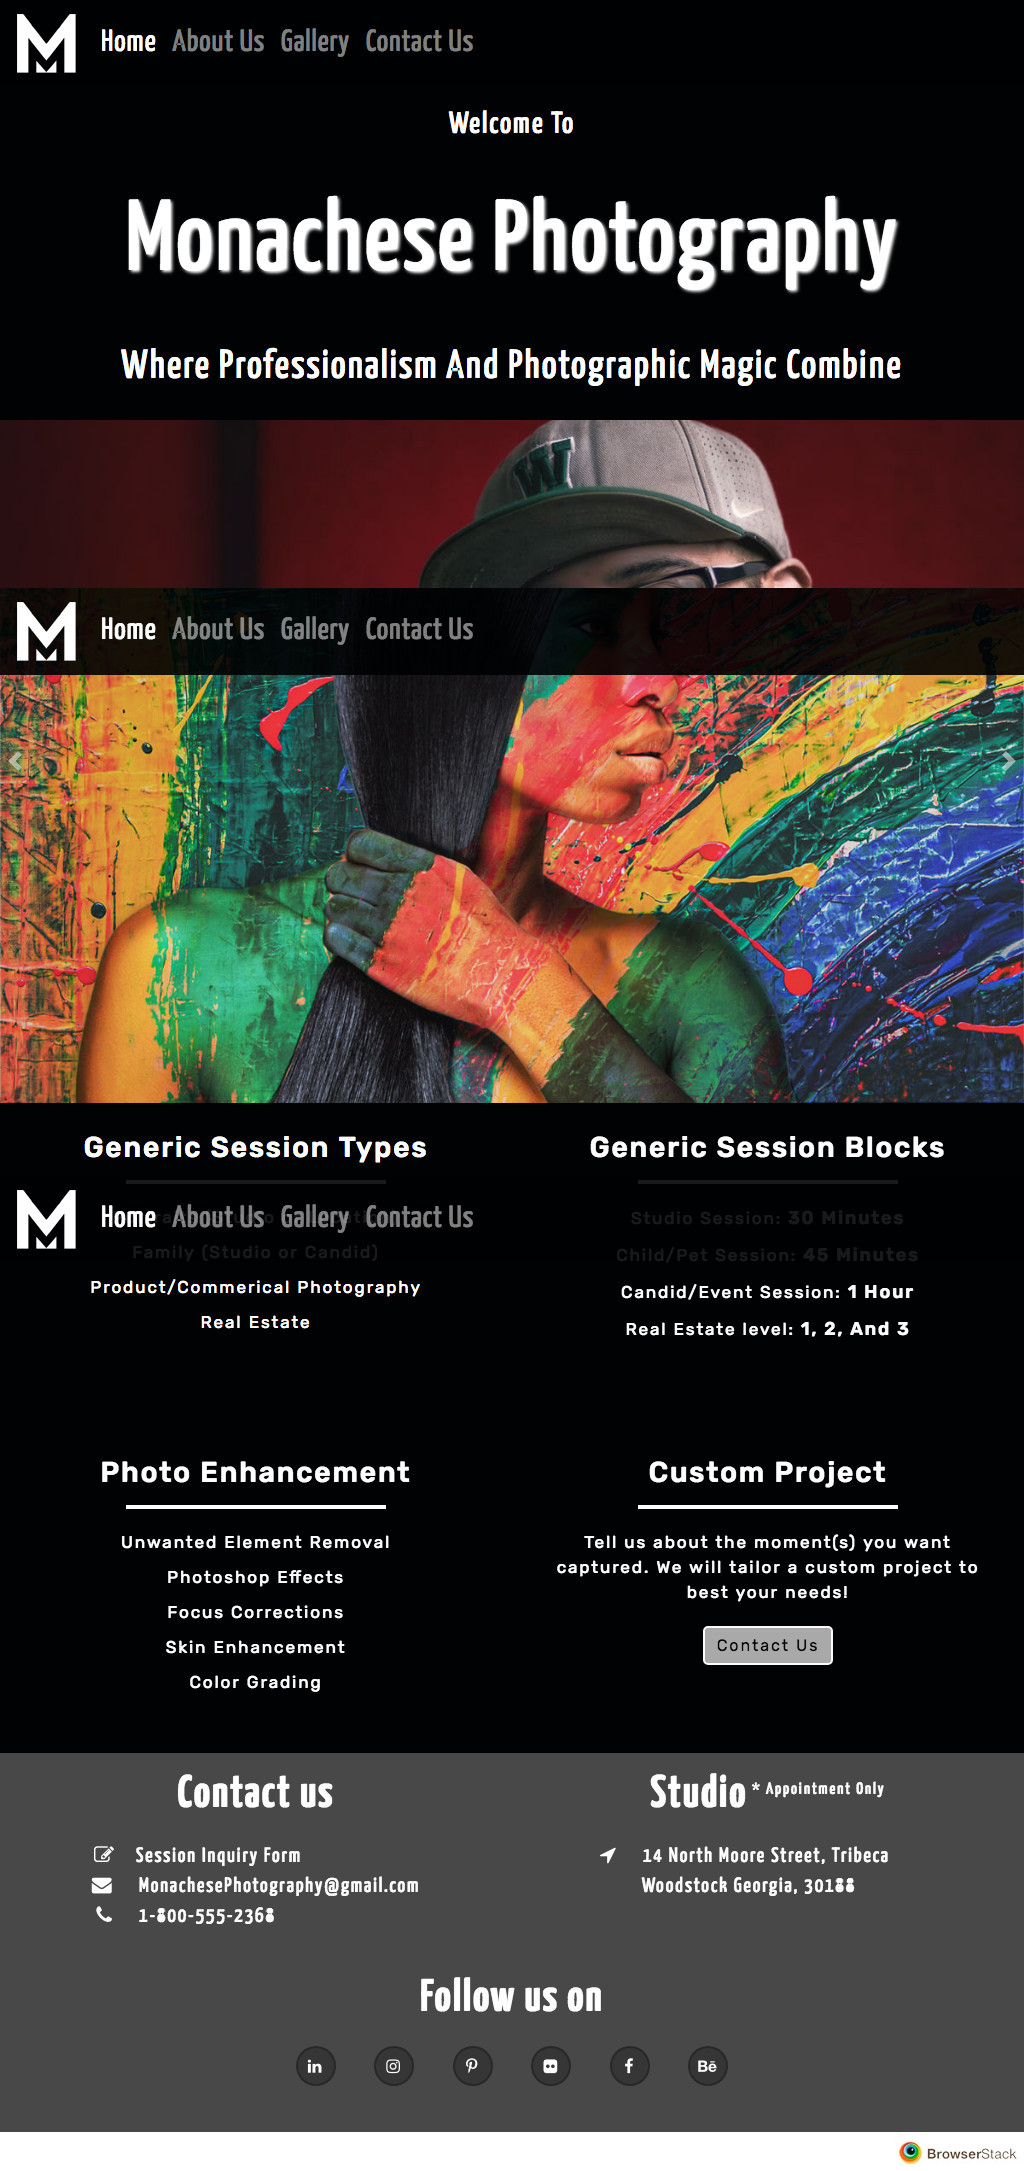 M Home About Us Gallery Contact Us
Welcome To
Monachese Photography
Where Professionalism And Photographic Magic Combine
W
M Home About Us Gallery Contact Us
Generic Session Types
Generic Session Blocks
M Home About Us Gallery Contact Us
Studio Session: 30 Minutes
Family (Studio or Candid)
Child/Pet Session: 45 Minutes
Product/Commerical Photography
Candid/Event Session: 1 Hour
Real Estate
Real Estate level: 1, 2, And 3
Photo Enhancement
Unwanted Element Removal
Photoshop Effects
Focus Corrections
Skin Enhancement
Color Grading
Custom Project
Tell us about the moment(s) you want
captured. We will tailor a custom project to
best your needs!
Contact Us
Contact us
Session Inquiry Form
MonachesePhotography@gmail.com
1-800-555-2368
Studio * Appointment Only
14 North Moore Street, Tribeca
Woodstock Georgia, 30188
Follow us on
in
Bē
BrowserStack